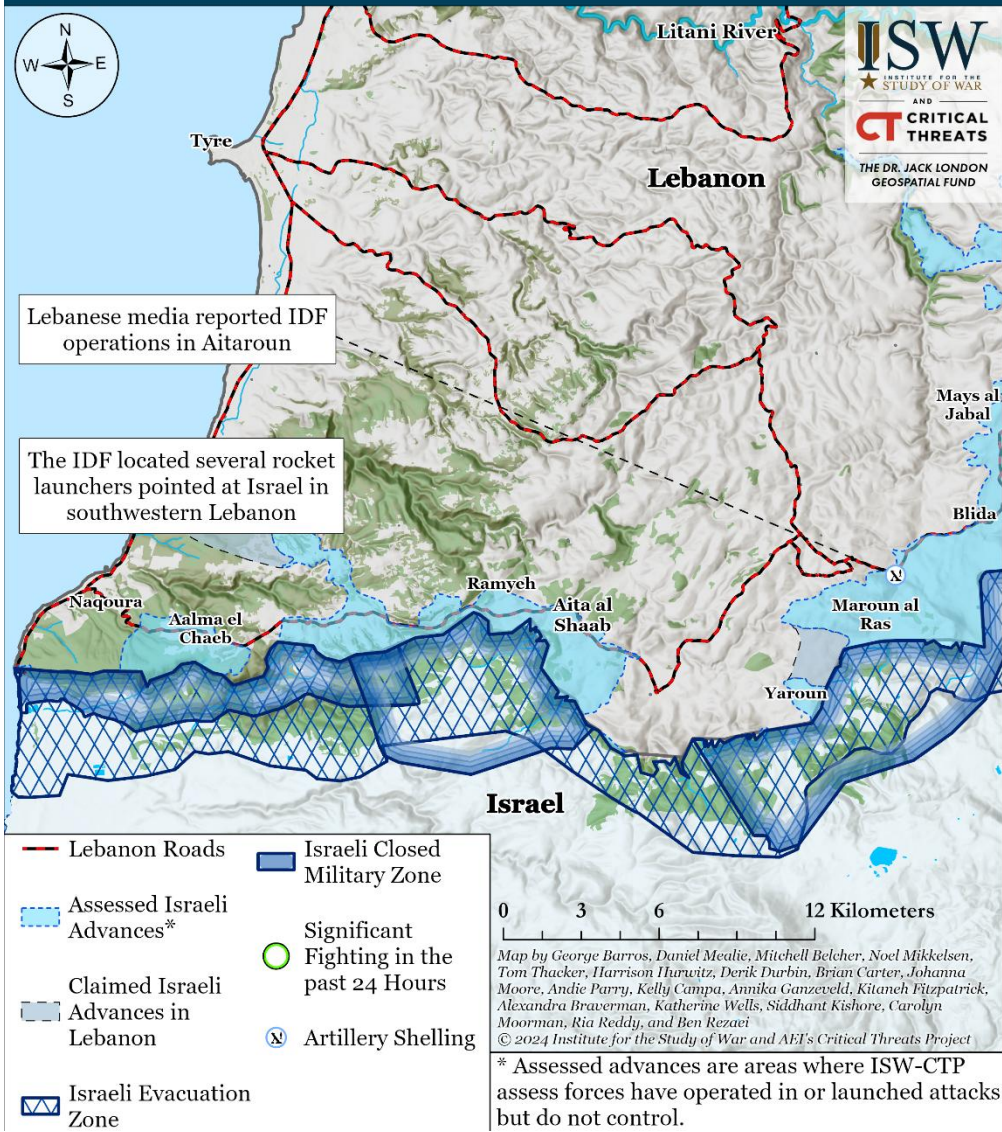 N
W E
S
Litani River
ISW
INSTITUTE FOR THE
STUDY OF WAR
AND
CT CRITICAL
THREATS
THE DR. JACK LONDON
GEOSPATIAL FUND
Tyre
Lebanon
Lebanese media reported IDF
operations in Aitaroun
Mays al
Jabal
The IDF located several rocket
launchers pointed at Israel in
southwestern Lebanon
Blida
Naqoura
Aalma el
Chaeb
Ramyeh
Aita al
Shaab
Maroun al
Ras
Yaroun
Israel
Lebanon Roads
Assessed Israeli
Advances*
Claimed Israeli
Advances in
Lebanon
Israeli Evacuation
Zone
Israeli Closed
Military Zone
Significant
Fighting in the
past 24 Hours
Artillery Shelling
0 3 6 12 Kilometers
Map by George Barros, Daniel Mealie, Mitchell Belcher, Noel Mikkelsen,
Tom Thacker, Harrison Hurwitz, Derik Durbin, Brian Carter, Johanna
Moore, Andie Parry, Kelly Campa, Annika Ganzeveld, Kitaneh Fitzpatrick,
Alexandra Braverman, Katherine Wells, Siddhant Kishore, Carolyn
Moorman, Ria Reddy, and Ben Rezaei
© 2024 Institute for the Study of War and AEI's Critical Threats Project
* Assessed advances are areas where ISW-CTP
assess forces have operated in or launched attacks
but do not control.